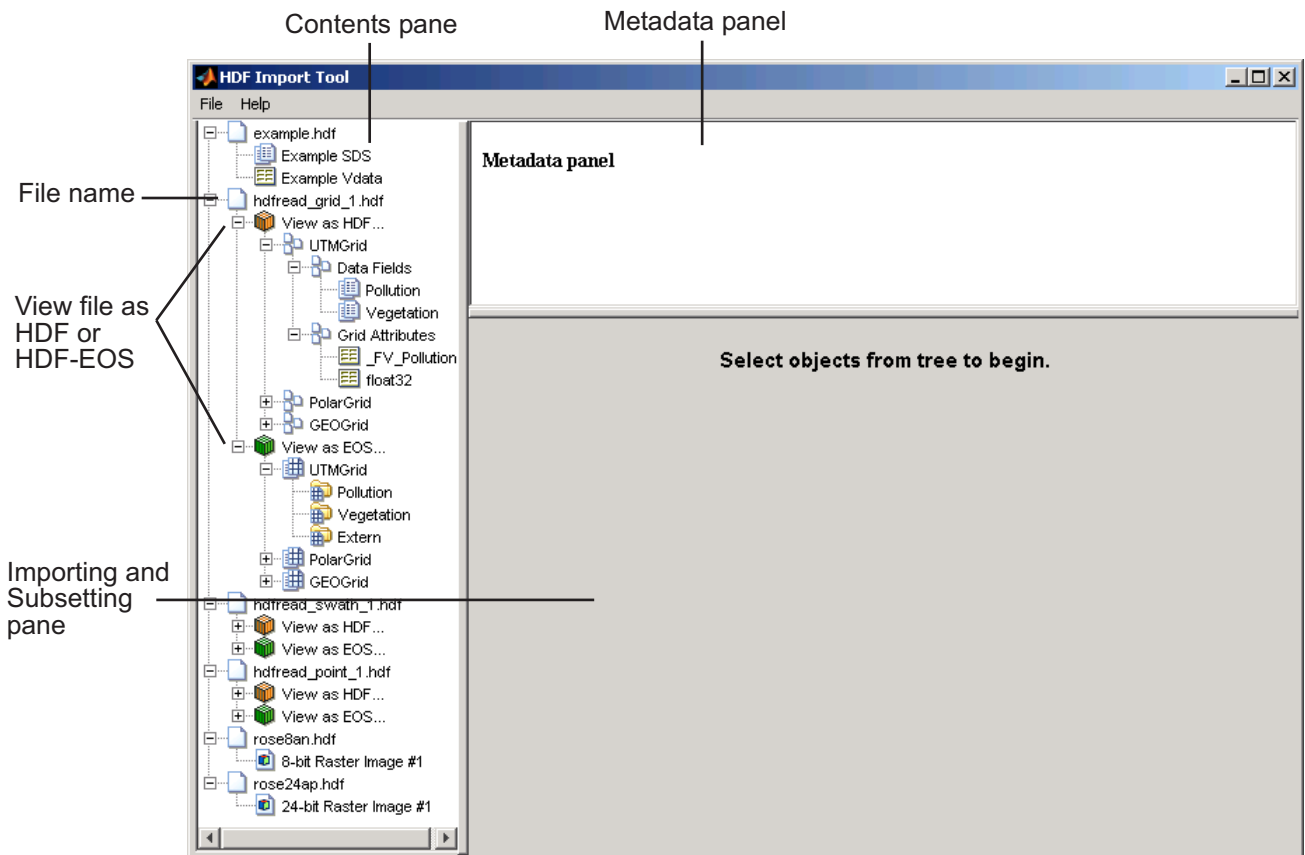 Contents pane
Metadata panel
HDF Import Tool
File Help
example.hdf
Example SDS
Example Vdata
File name
hdfread_grid_1.hdf
View as HDF...
UTMGrid
Data Fields
Pollution
Vegetation
Grid Attributes
_FV_Pollution
float32
PolarGrid
GEOGrid
View as EOS...
UTMGrid
Pollution
Vegetation
Extern
PolarGrid
GEOGrid
hdfread_swath_1.hdf
View as HDF...
View as EOS...
hdfread_point_1.hdf
View as HDF...
View as EOS...
rose8an.hdf
8-bit Raster Image #1
rose24ap.hdf
24-bit Raster Image #1
View file as
HDF or
HDF-EOS
Importing and
Subsetting
pane
Metadata panel
Select objects from tree to begin.